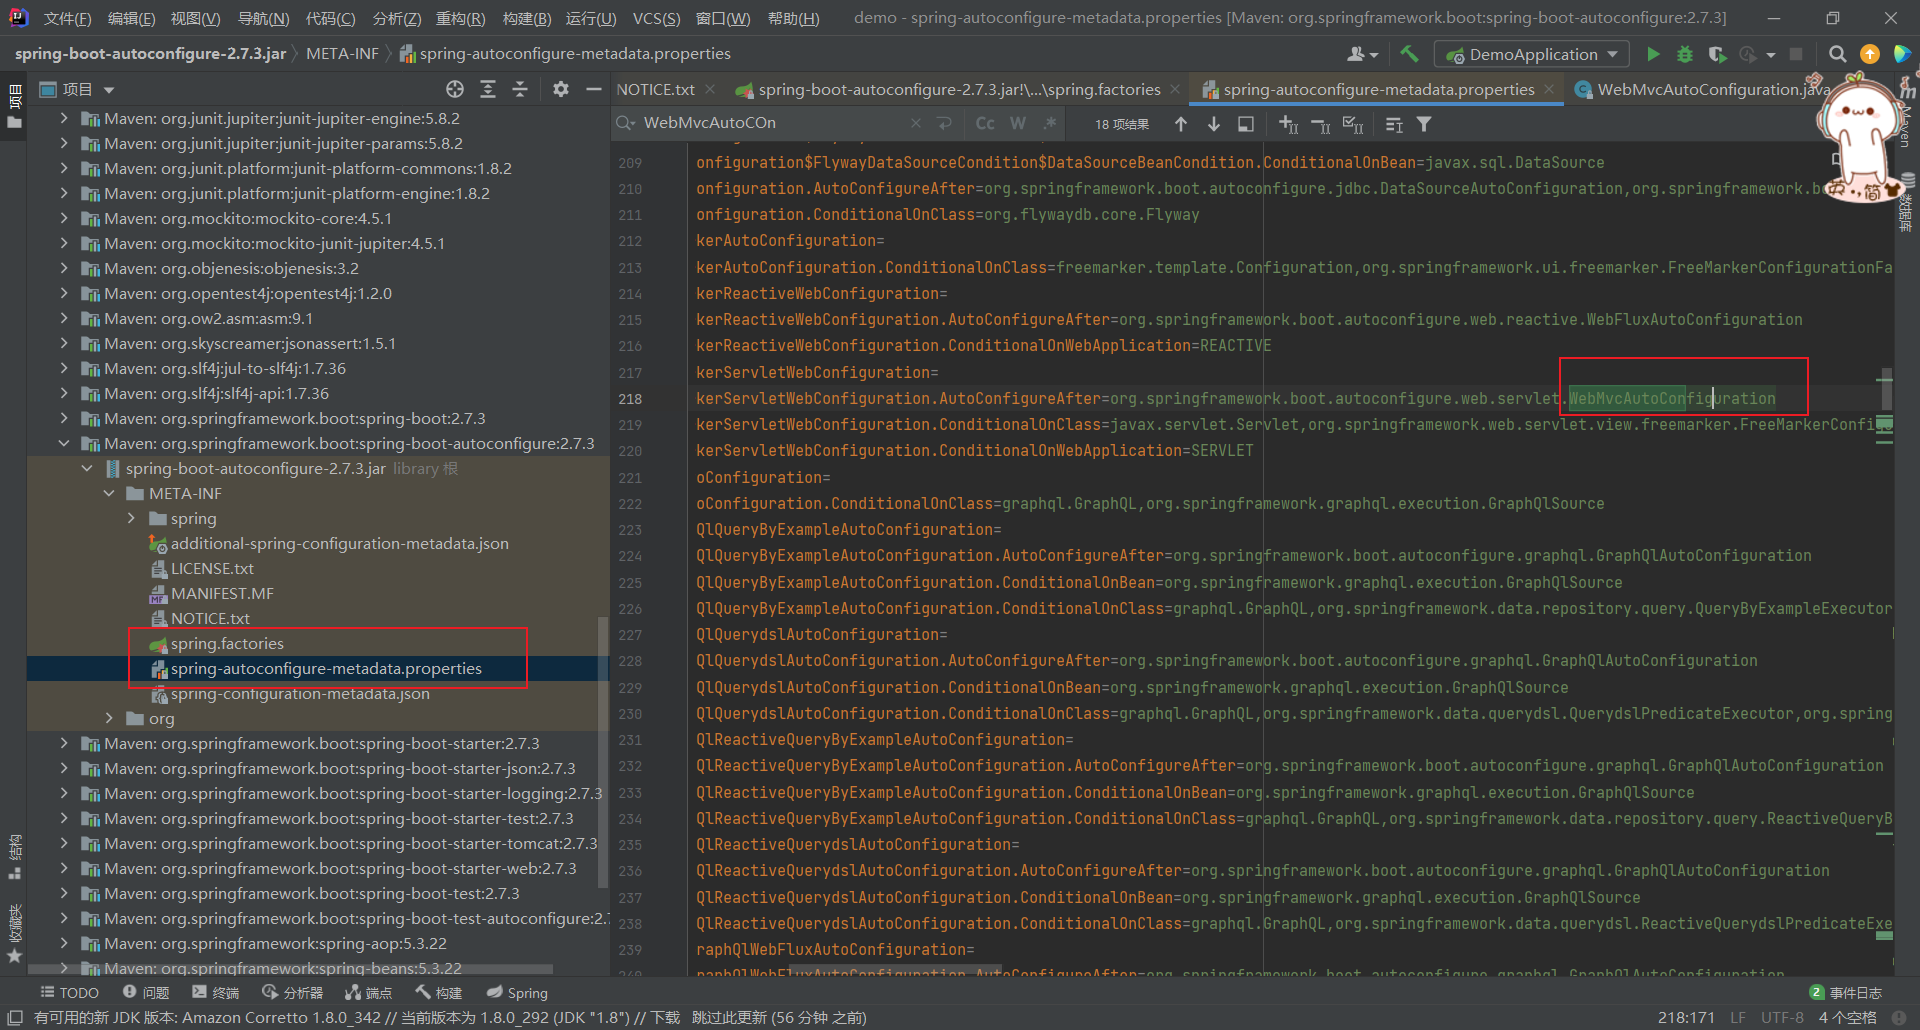 文件(F) 编辑(E) 视图(V) 导航(N) 代码(C) 分析(Z) 重构(R) 构建(B) 运行(U) VCS(S) 窗口(W) 帮助(H) demo - spring-autoconfigure-metadata.properties [Maven: org.springframework.boot:spring-boot-autoconfigure:2.7.3]
spring-boot-autoconfigure-2.7.3.jar META-INF spring-autoconfigure-metadata.properties DemoApplication
项目
项目
NOTICE.txt spring-boot-autoconfigure-2.7.3.jar!\...\spring.factories spring-autoconfigure-metadata.properties WebMvcAutoConfiguration.java
WebMvcAutoCOn Cc W .* 18 项结果
Maven: org.junit.jupiter:junit-jupiter-engine:5.8.2
Maven: org.junit.jupiter:junit-jupiter-params:5.8.2
Maven: org.junit.platform:junit-platform-commons:1.8.2
Maven: org.junit.platform:junit-platform-engine:1.8.2
Maven: org.mockito:mockito-core:4.5.1
Maven: org.mockito:mockito-junit-jupiter:4.5.1
Maven: org.objenesis:objenesis:3.2
Maven: org.opentest4j:opentest4j:1.2.0
Maven: org.ow2.asm:asm:9.1
Maven: org.skyscreamer:jsonassert:1.5.1
Maven: org.slf4j:jul-to-slf4j:1.7.36
Maven: org.slf4j:slf4j-api:1.7.36
Maven: org.springframework.boot:spring-boot:2.7.3
Maven: org.springframework.boot:spring-boot-autoconfigure:2.7.3
spring-boot-autoconfigure-2.7.3.jar library 根
META-INF
spring
additional-spring-configuration-metadata.json
LICENSE.txt
MANIFEST.MF
NOTICE.txt
spring.factories
spring-autoconfigure-metadata.properties
spring-configuration-metadata.json
org
Maven: org.springframework.boot:spring-boot-starter:2.7.3
Maven: org.springframework.boot:spring-boot-starter-json:2.7.3
Maven: org.springframework.boot:spring-boot-starter-logging:2.7.3
Maven: org.springframework.boot:spring-boot-starter-test:2.7.3
Maven: org.springframework.boot:spring-boot-starter-tomcat:2.7.3
Maven: org.springframework.boot:spring-boot-starter-web:2.7.3
Maven: org.springframework.boot:spring-boot-test:2.7.3
Maven: org.springframework.boot:spring-boot-test-autoconfigure:2.7
Maven: org.springframework:spring-aop:5.3.22
Maven: org.springframework:spring-beans:5.3.22
209 onfiguration$FlywayDataSourceCondition$DataSourceBeanCondition.ConditionalOnBean=javax.sql.DataSource
210 onfiguration.AutoConfigureAfter=org.springframework.boot.autoconfigure.jdbc.DataSourceAutoConfiguration,org.springframework.b
211 onfiguration.ConditionalOnClass=org.flywaydb.core.Flyway
212 kerAutoConfiguration=
213 kerAutoConfiguration.ConditionalOnClass=freemarker.template.Configuration,org.springframework.ui.freemarker.FreeMarkerConfigurationFa
214 kerReactiveWebConfiguration=
215 kerReactiveWebConfiguration.AutoConfigureAfter=org.springframework.boot.autoconfigure.web.reactive.WebFluxAutoConfiguration
216 kerReactiveWebConfiguration.ConditionalOnWebApplication=REACTIVE
217 kerServletWebConfiguration=
218 kerServletWebConfiguration.AutoConfigureAfter=org.springframework.boot.autoconfigure.web.servlet.WebMvcAutoConfiguration
219 kerServletWebConfiguration.ConditionalOnClass=javax.servlet.Servlet,org.springframework.web.servlet.view.freemarker.FreeMarkerConfig
220 kerServletWebConfiguration.ConditionalOnWebApplication=SERVLET
221 oConfiguration=
222 oConfiguration.ConditionalOnClass=graphql.GraphQL,org.springframework.graphql.execution.GraphQlSource
223 QlQueryByExampleAutoConfiguration=
224 QlQueryByExampleAutoConfiguration.AutoConfigureAfter=org.springframework.boot.autoconfigure.graphql.GraphQlAutoConfiguration
225 QlQueryByExampleAutoConfiguration.ConditionalOnBean=org.springframework.graphql.execution.GraphQlSource
226 QlQueryByExampleAutoConfiguration.ConditionalOnClass=graphql.GraphQL,org.springframework.data.repository.query.QueryByExampleExecutor
227 QlQuerydslAutoConfiguration=
228 QlQuerydslAutoConfiguration.AutoConfigureAfter=org.springframework.boot.autoconfigure.graphql.GraphQlAutoConfiguration
229 QlQuerydslAutoConfiguration.ConditionalOnBean=org.springframework.graphql.execution.GraphQlSource
230 QlQuerydslAutoConfiguration.ConditionalOnClass=graphql.GraphQL,org.springframework.data.querydsl.QuerydslPredicateExecutor,org.spring
231 QlReactiveQueryByExampleAutoConfiguration=
232 QlReactiveQueryByExampleAutoConfiguration.AutoConfigureAfter=org.springframework.boot.autoconfigure.graphql.GraphQlAutoConfiguration
233 QlReactiveQueryByExampleAutoConfiguration.ConditionalOnBean=org.springframework.graphql.execution.GraphQlSource
234 QlReactiveQueryByExampleAutoConfiguration.ConditionalOnClass=graphql.GraphQL,org.springframework.data.repository.query.ReactiveQueryB
235 QlReactiveQuerydslAutoConfiguration=
236 QlReactiveQuerydslAutoConfiguration.AutoConfigureAfter=org.springframework.boot.autoconfigure.graphql.GraphQlAutoConfiguration
237 QlReactiveQuerydslAutoConfiguration.ConditionalOnBean=org.springframework.graphql.execution.GraphQlSource
238 QlReactiveQuerydslAutoConfiguration.ConditionalOnClass=graphql.GraphQL,org.springframework.data.querydsl.ReactiveQuerydslPredicateExe
239 raphQlWebFluxAutoConfiguration=
240 raphQlWebFluxAutoConfiguration.AutoConfigureAfter=org.springframework.boot.autoconfigure.graphql.GraphQlAutoConfiguration
Maven
英 简
数据库
结构
收藏夹
TODO 问题 终端 分析器 端点 构建 Spring 2 事件日志
有可用的新 JDK 版本: Amazon Corretto 1.8.0_342 // 当前版本为 1.8.0_292 (JDK "1.8") // 下载 跳过此更新 (56 分钟 之前) 218:171 LF UTF-8 4 个空格